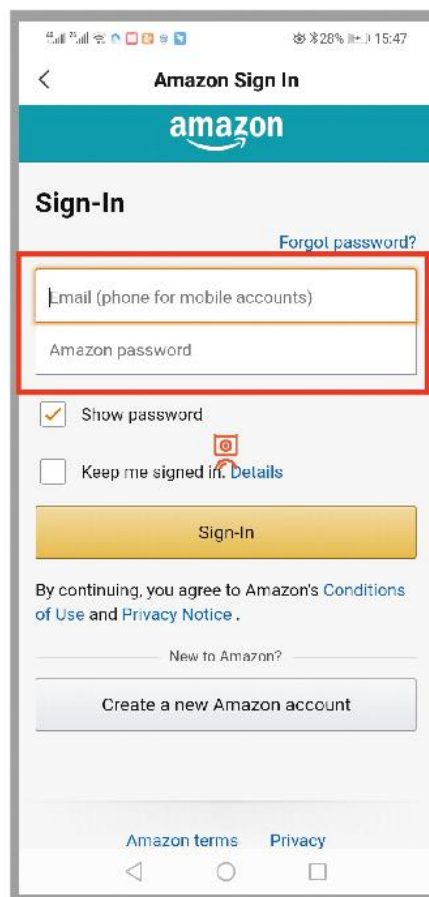 28% 15:47
Amazon Sign In
amazon
Sign-In
Forgot password?
Email (phone for mobile accounts)
Amazon password
Show password
Keep me signed in. Details
Sign-In
By continuing, you agree to Amazon's Conditions
of Use and Privacy Notice .
New to Amazon?
Create a new Amazon account
Amazon terms Privacy